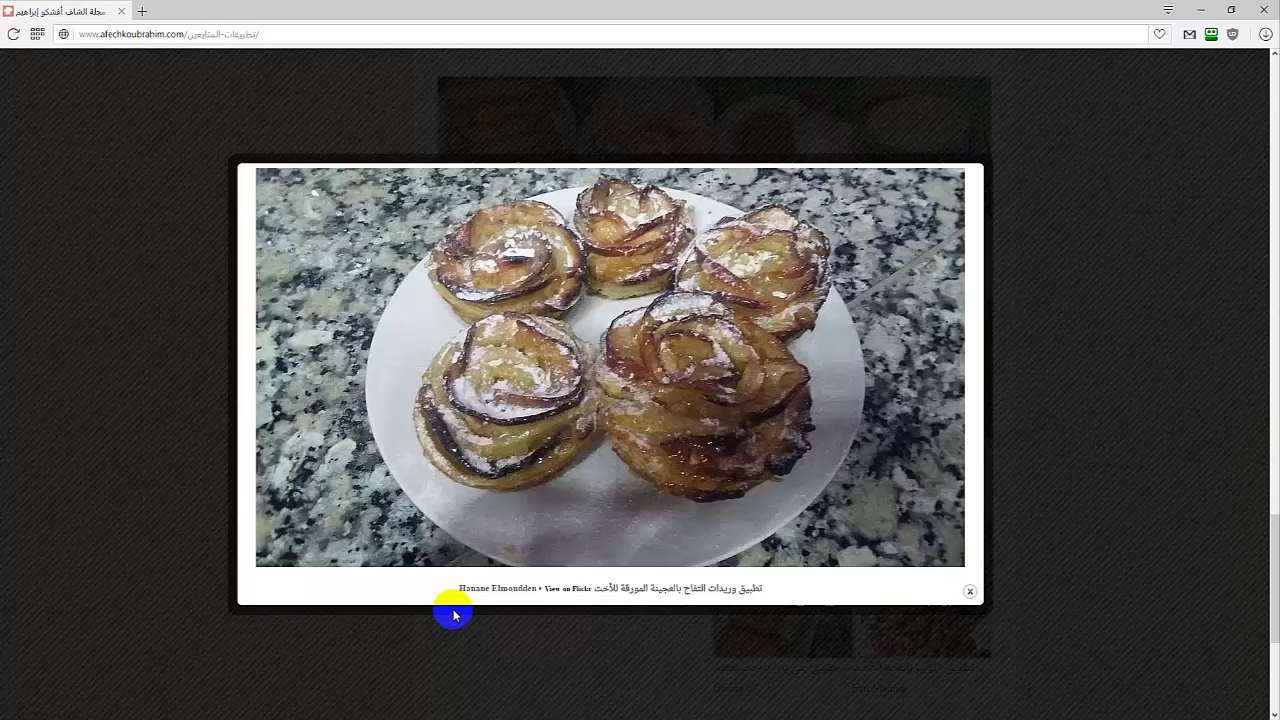 مجلة الشاف أفشكو إبراهيم
www.afechkoubrahim.com/تطبيقات-المتابعين/
تطبيق وريدات التفاح بالعجينة المورقة للأخت Hanane Elmondden • View on Flickr